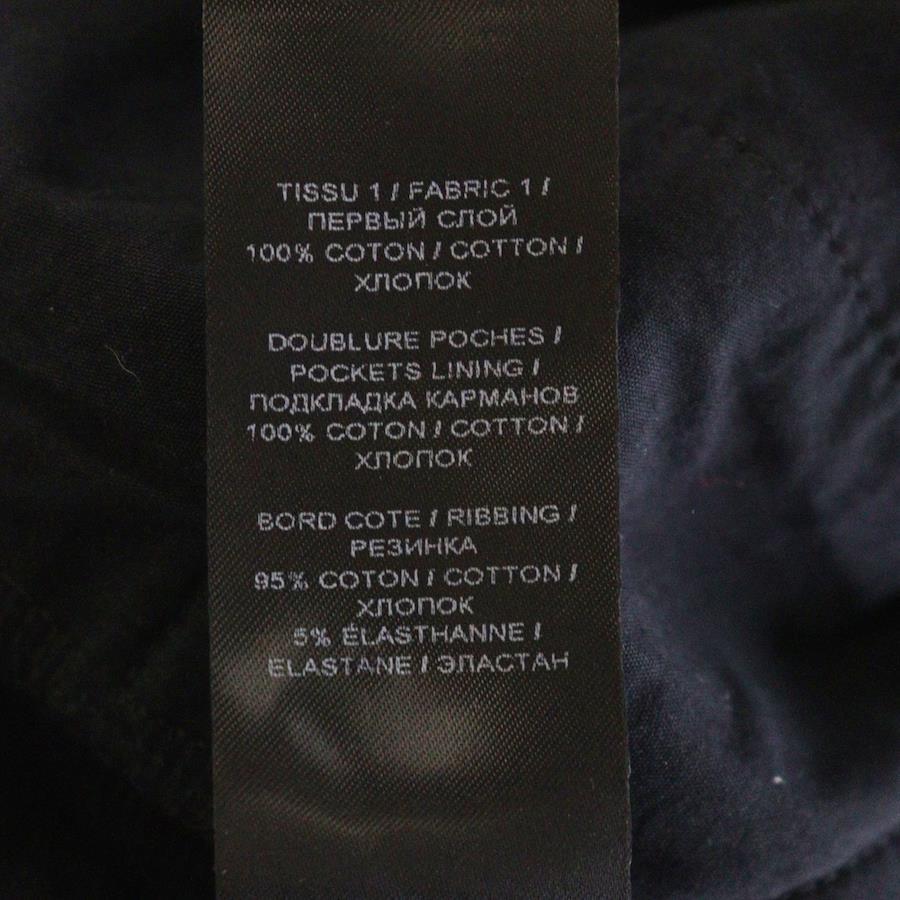 TISSU 1 / FABRIC 1 /
ПЕРВЫЙ СЛОЙ
100% COTON / COTTON /
ХЛОПОК
DOUBLURE POCHES /
POCKETS LINING /
ПОДКЛАДКА КАРМАНОВ
100% COTON / COTTON /
ХЛОПОК
BORD COTE / RIBBING /
РЕЗИНКА
95% COTON / COTTON /
ХЛОПОК
5% ÉLASTHANNE /
ELASTANE / ЭЛАСТАН